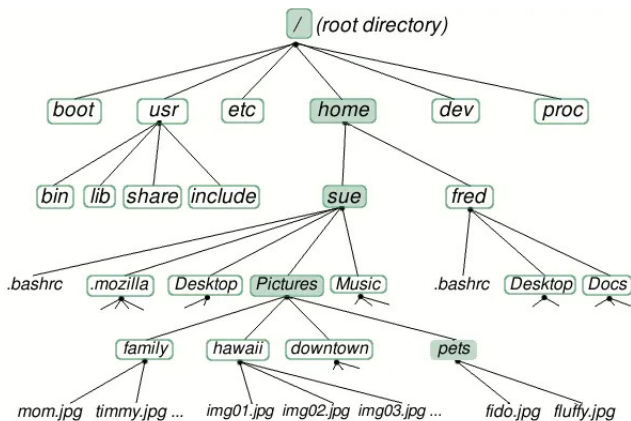 / (root directory)
boot usr etc home dev proc
bin lib share include sue fred
.bashrc .mozilla Desktop Pictures Music .bashrc Desktop Docs
family hawaii downtown pets
mom.jpg timmy.jpg ... img01.jpg img02.jpg img03.jpg ... fido.jpg fluffy.jpg